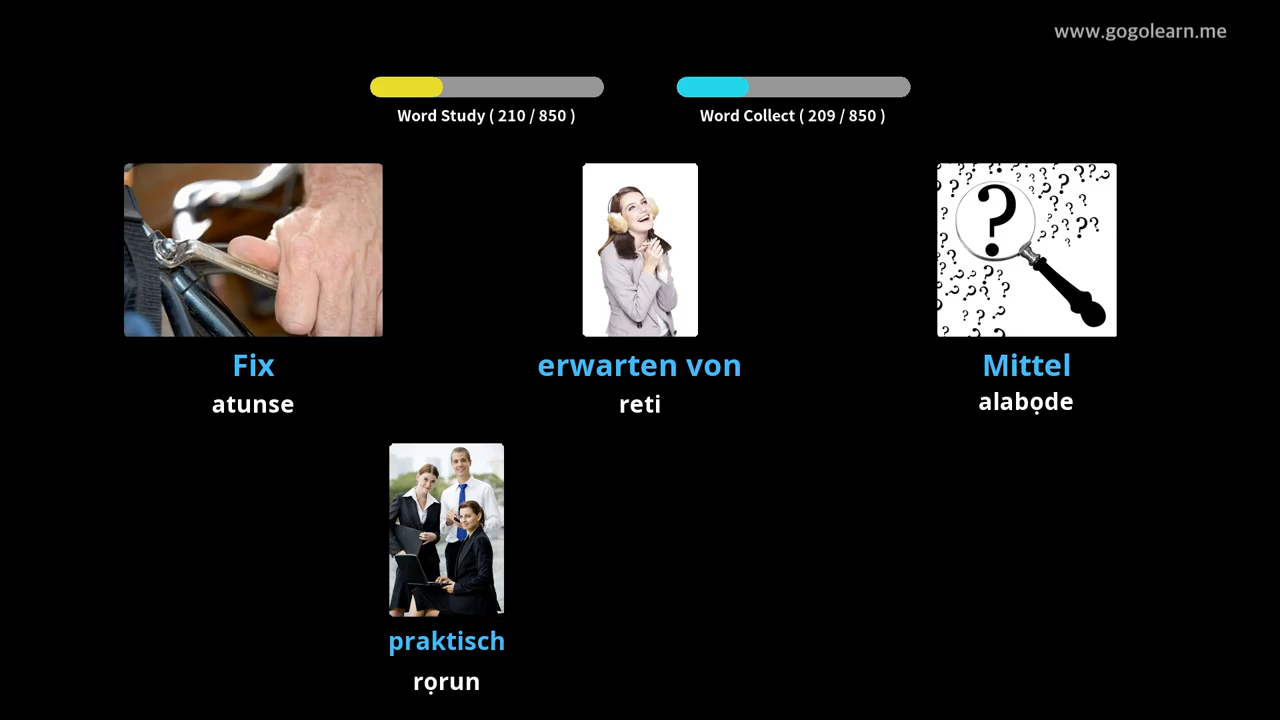 www.gogolearn.me
Word Study ( 210 / 850 )
Word Collect ( 209 / 850 )
Fix
erwarten von
Mittel
atunse
reti
alabọde
praktisch
rọrun